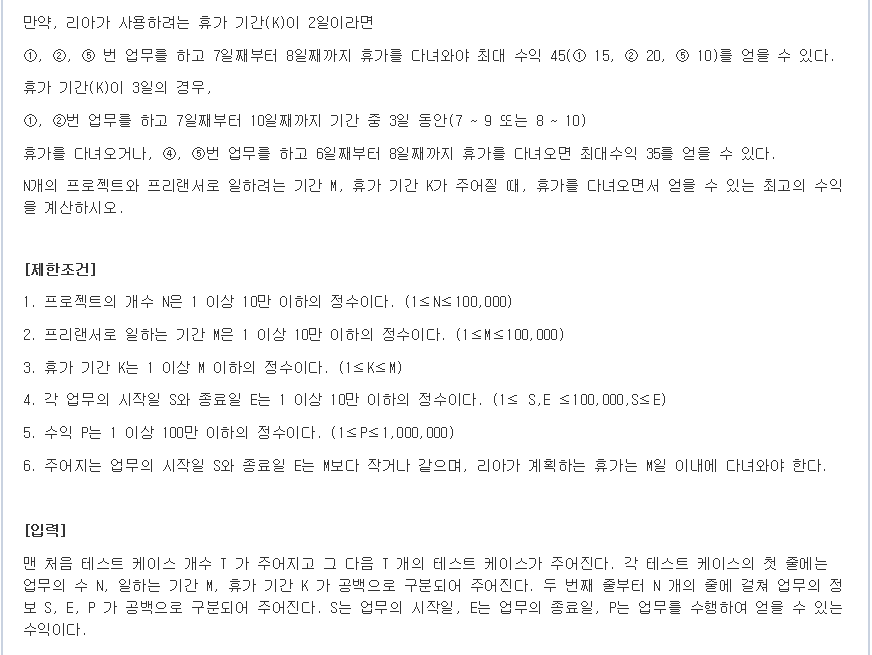 만약, 리아가 사용하려는 휴가 기간(K)이 2일이라면
①, ②, ⑤ 번 업무를 하고 7일째부터 8일째까지 휴가를 다녀와야 최대 수익 45(① 15, ② 20, ⑤ 10)를 얻을 수 있다.
휴가 기간(K)이 3일의 경우,
①, ②번 업무를 하고 7일째부터 10일째까지 기간 중 3일 동안(7 ~ 9 또는 8 ~ 10)
휴가를 다녀오거나, ④, ⑤번 업무를 하고 6일째부터 8일째까지 휴가를 다녀오면 최대수익 35를 얻을 수 있다.
N개의 프로젝트와 프리랜서로 일하려는 기간 M, 휴가 기간 K가 주어질 때, 휴가를 다녀오면서 얻을 수 있는 최고의 수익
을 계산하시오.
[제한조건]
1. 프로젝트의 개수 N은 1 이상 10만 이하의 정수이다. (1≤N≤100,000)
2. 프리랜서로 일하는 기간 M은 1 이상 10만 이하의 정수이다. (1≤M≤100,000)
3. 휴가 기간 K는 1 이상 M 이하의 정수이다. (1≤K≤M)
4. 각 업무의 시작일 S와 종료일 E는 1 이상 10만 이하의 정수이다. (1≤ S,E ≤100,000,S≤E)
5. 수익 P는 1 이상 100만 이하의 정수이다. (1≤P≤1,000,000)
6. 주어지는 업무의 시작일 S와 종료일 E는 M보다 작거나 같으며, 리아가 계획하는 휴가는 M일 이내에 다녀와야 한다.
[입력]
맨 처음 테스트 케이스 개수 T 가 주어지고 그 다음 T 개의 테스트 케이스가 주어진다. 각 테스트 케이스의 첫 줄에는
업무의 수 N, 일하는 기간 M, 휴가 기간 K 가 공백으로 구분되어 주어진다. 두 번째 줄부터 N 개의 줄에 걸쳐 업무의 정
보 S, E, P 가 공백으로 구분되어 주어진다. S는 업무의 시작일, E는 업무의 종료일, P는 업무를 수행하여 얻을 수 있는
수익이다.